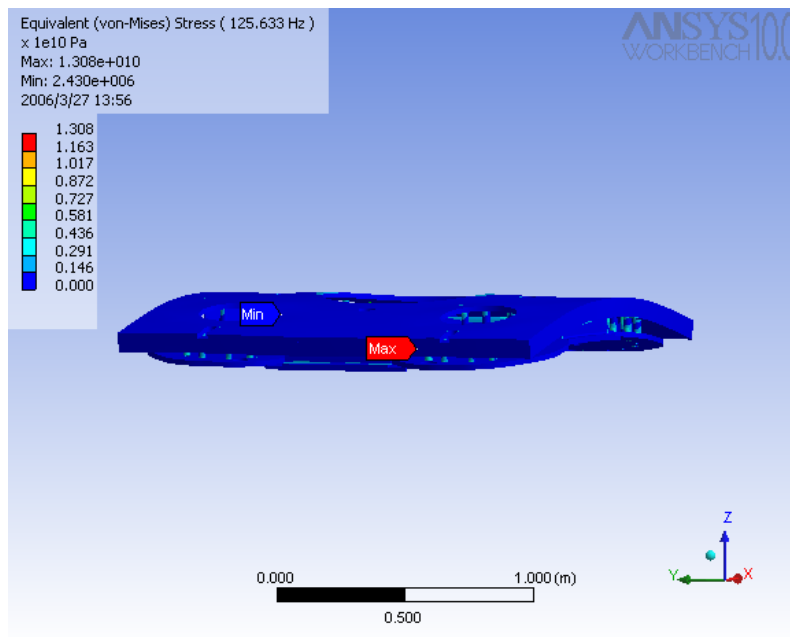 Equivalent (von-Mises) Stress ( 125.633 Hz )
x 1e10 Pa
Max: 1.308e+010
Min: 2.430e+006
2006/3/27 13:56
ANSYS 10.0
WORKBENCH
1.308
1.163
1.017
0.872
0.727
0.581
0.436
0.291
0.146
0.000
Min
Max
Z
Y
X
0.000
1.000 (m)
0.500